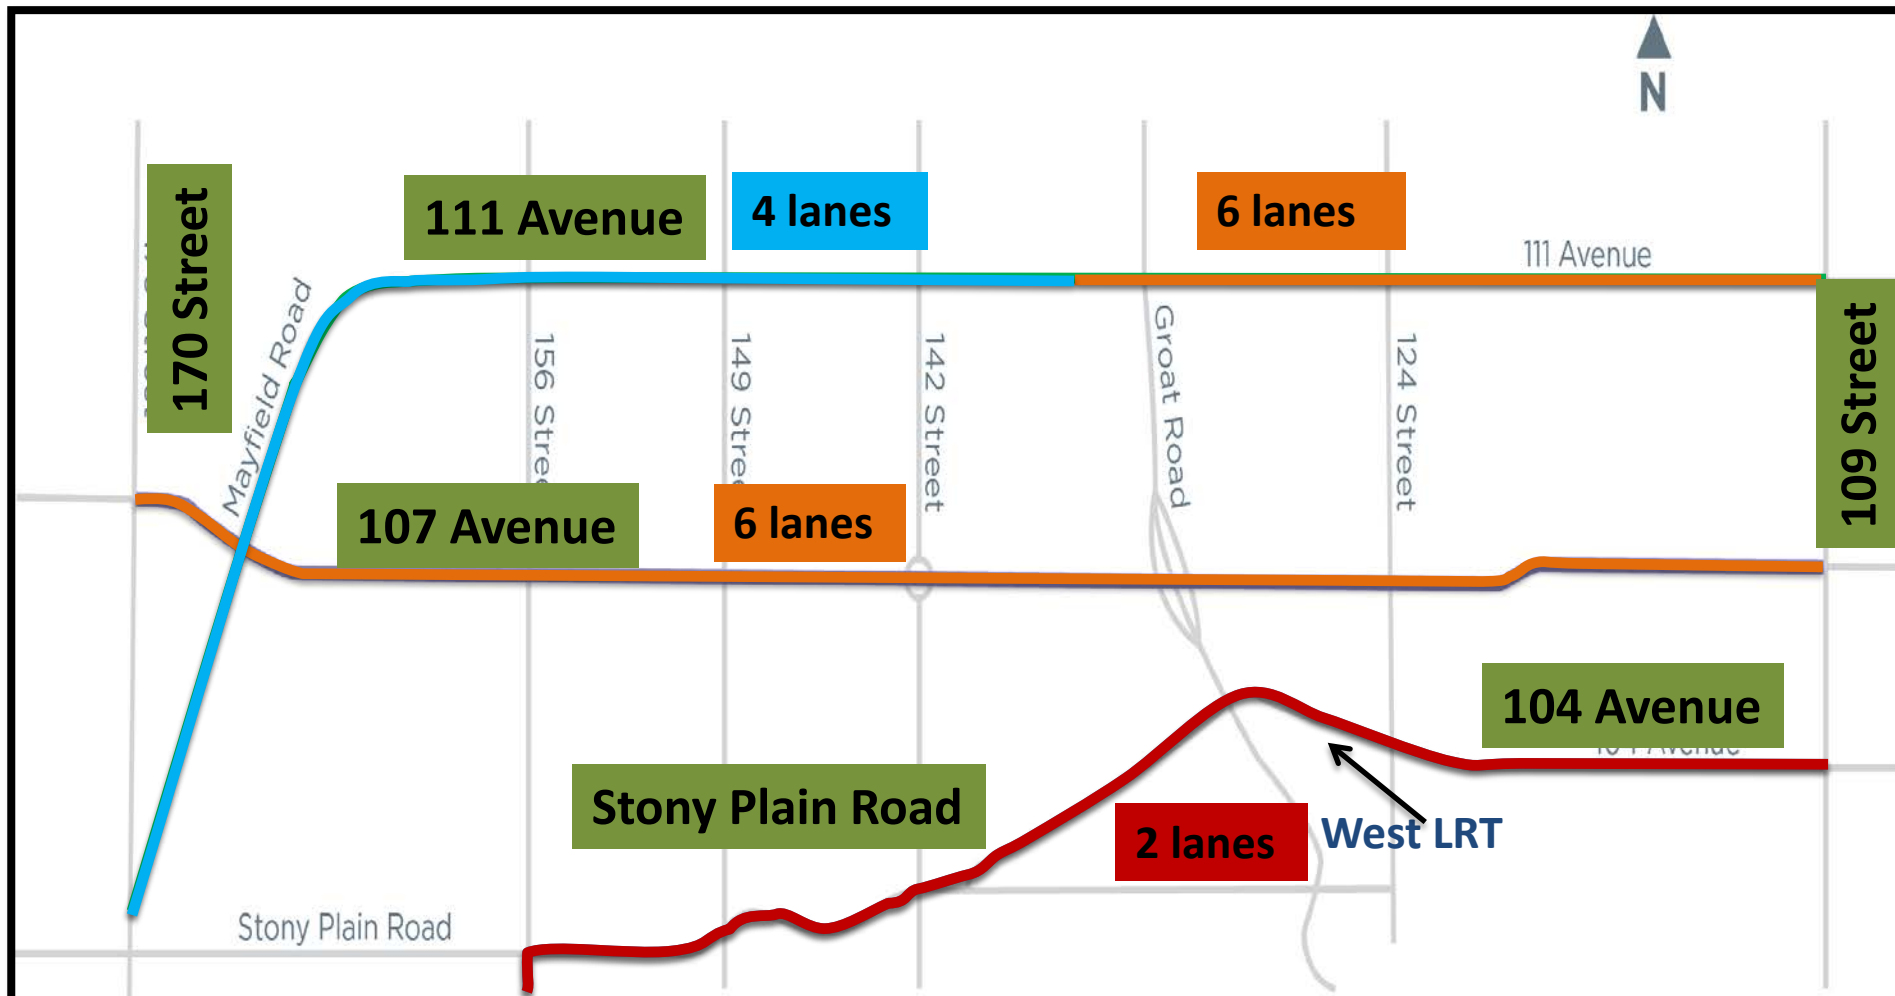 N
170 Street
111 Avenue
4 lanes
6 lanes
111 Avenue
Mayfield Road
109 Street
156 Stree
149 Stree
142 Street
Groat Road
124 Street
107 Avenue
6 lanes
104 Avenue
Stony Plain Road
2 lanes
West LRT
Stony Plain Road